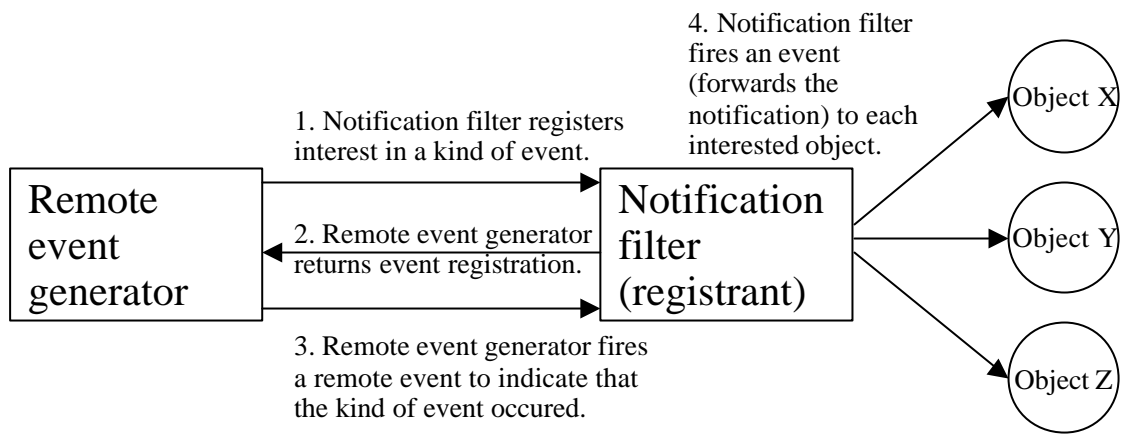 4. Notification filter
fires an event
(forwards the
notification) to each
interested object.
1. Notification filter registers
interest in a kind of event.
Remote
event
generator
2. Remote event generator
returns event registration.
3. Remote event generator fires
a remote event to indicate that
the kind of event occured.
Notification
filter
(registrant)
Object X
Object Y
Object Z